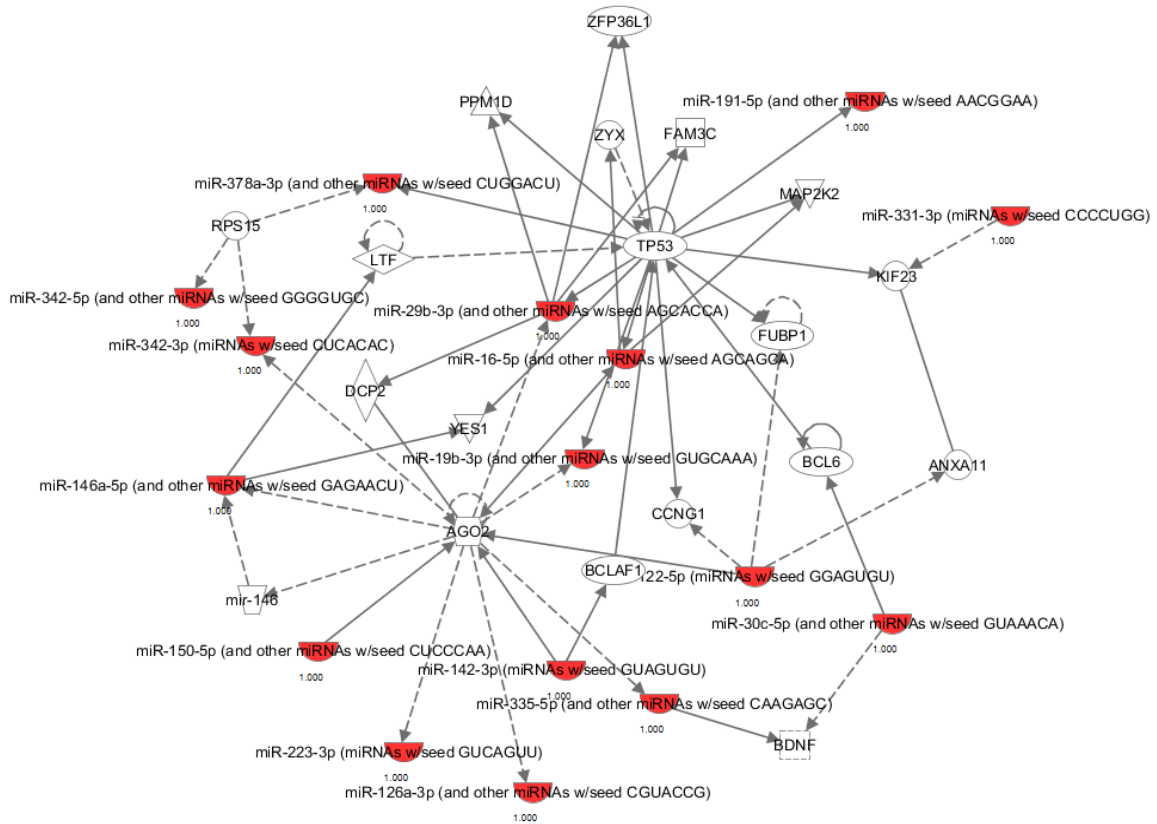 ZFP36L1
PPM1D
miR-191-5p (and other miRNAs w/seed AACGGAA)
1.000
ZYX
FAM3C
miR-378a-3p (and other miRNAs w/seed CUGGACU)
1.000
MAP2K2
miR-331-3p (miRNAs w/seed CCCCUGG)
1.000
RPS15
TP53
LTF
KIF23
miR-342-5p (and other miRNAs w/seed GGGGUGC)
1.000
miR-29b-3p (and other miRNAs w/seed AGCACCA)
1.000
FUBP1
miR-342-3p (miRNAs w/seed CUCACAC)
1.000
miR-16-5p (and other miRNAs w/seed AGCAGCA)
1.000
DCP2
YES1
miR-19b-3p (and other miRNAs w/seed GUGCAAA)
1.000
BCL6
ANXA11
miR-146a-5p (and other miRNAs w/seed GAGAACU)
1.000
CCNG1
AGO2
BCLAF1
122-5p (miRNAs w/seed GGAGUGU)
1.000
mir-146
miR-30c-5p (and other miRNAs w/seed GUAAACA)
1.000
miR-150-5p (and other miRNAs w/seed CUCCCAA)
1.000
miR-142-3p (miRNAs w/seed GUAGUGU)
1.000
miR-335-5p (and other miRNAs w/seed CAAGAGC)
1.000
BDNF
miR-223-3p (miRNAs w/seed GUCAGUU)
1.000
miR-126a-3p (and other miRNAs w/seed CGUACCG)
1.000